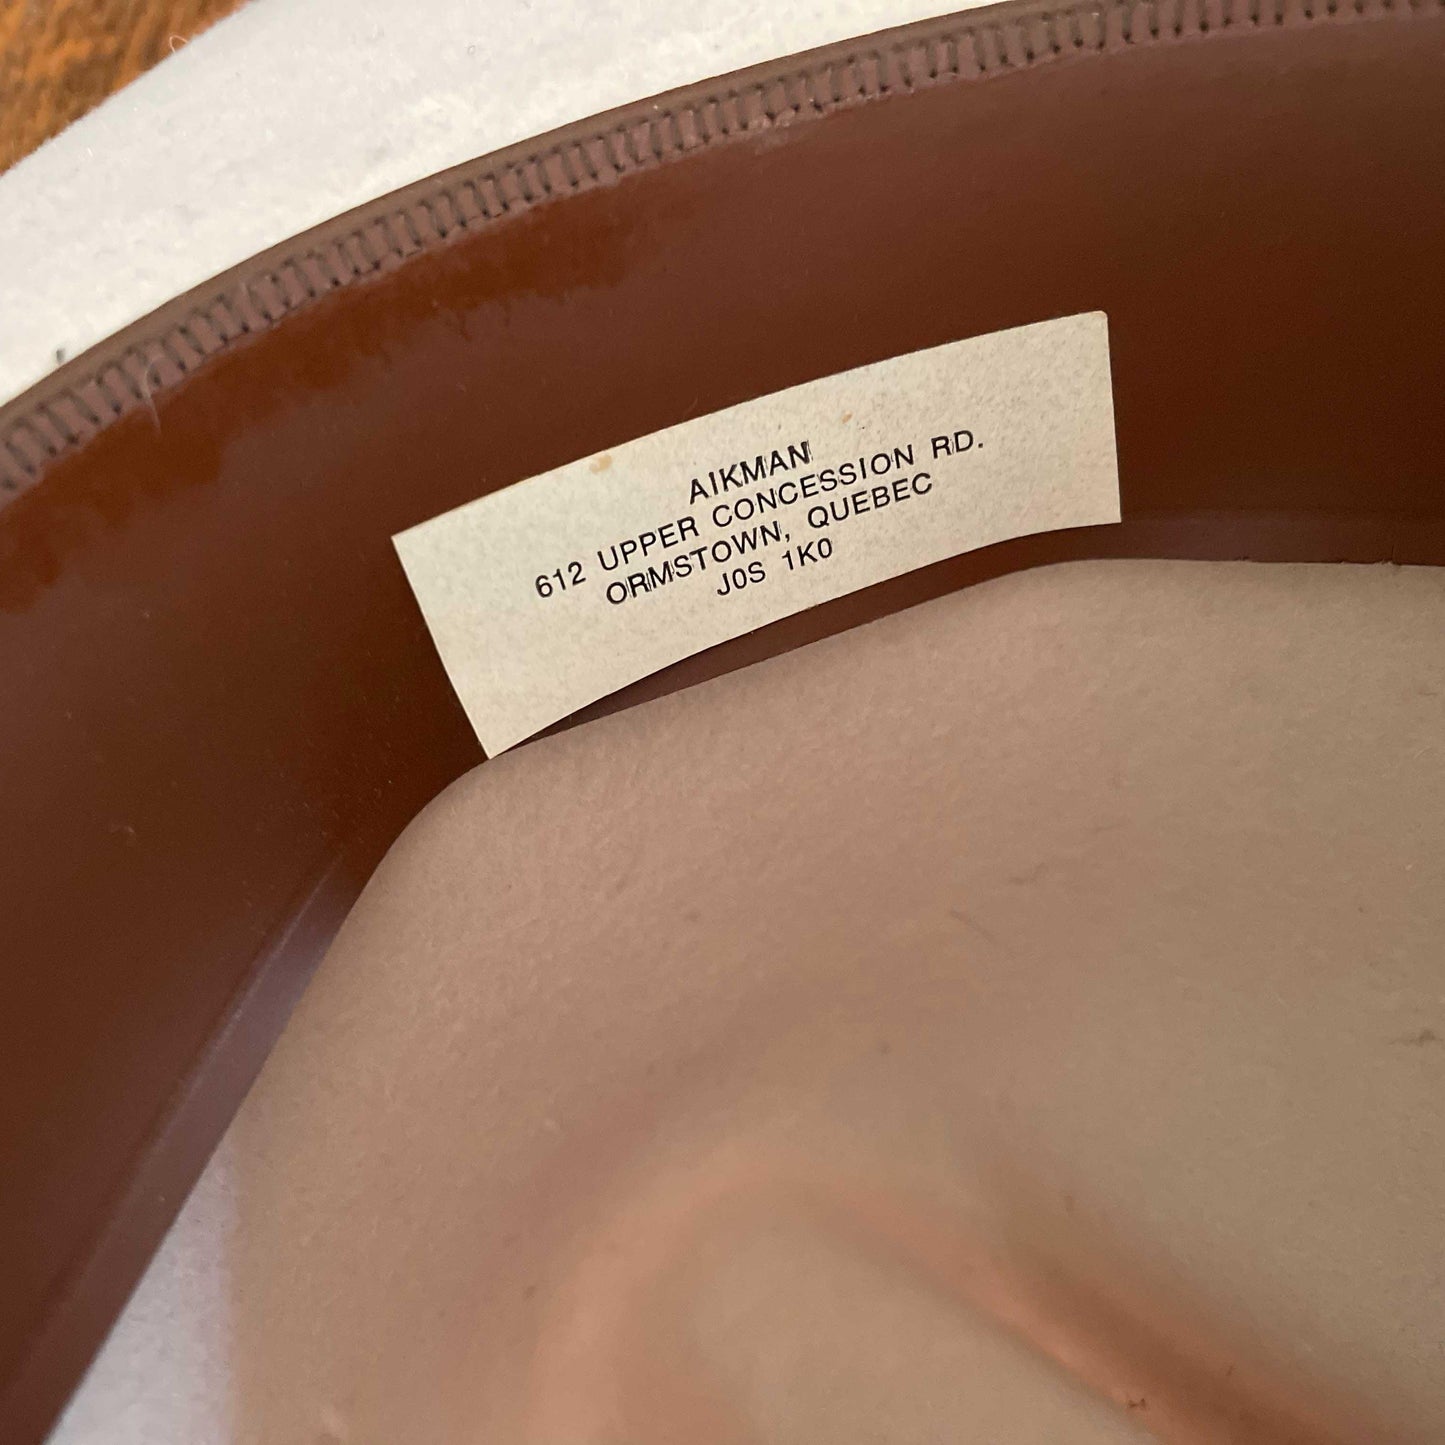 AIKMAN
612 UPPER CONCESSION RD.
ORMSTOWN, QUEBEC
J0S 1K0